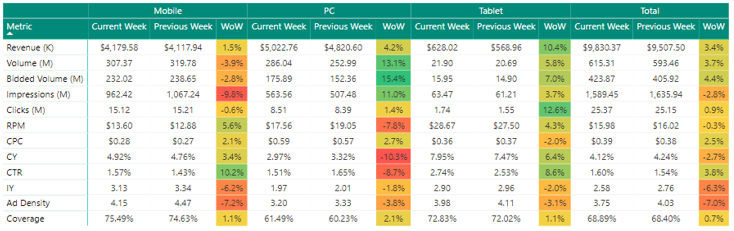 Mobile PC Tablet Total
Metric Current Week Previous Week WoW Current Week Previous Week WoW Current Week Previous Week WoW Current Week Previous Week WoW
Revenue (K) $4,179.58 $4,117.94 1.5% $5,022.76 $4,820.60 4.2% $628.02 $568.96 10.4% $9,830.37 $9,507.50 3.4%
Volume (M) 307.37 319.78 -3.9% 286.04 252.99 13.1% 21.90 20.69 5.8% 615.31 593.46 3.7%
Bidded Volume (M) 232.02 238.65 -2.8% 175.89 152.36 15.4% 15.95 14.90 7.0% 423.87 405.92 4.4%
Impressions (M) 962.42 1,067.24 -9.8% 563.56 507.48 11.0% 63.47 61.21 3.7% 1,589.45 1,635.94 -2.8%
Clicks (M) 15.12 15.21 -0.6% 8.51 8.39 1.4% 1.74 1.55 12.6% 25.37 25.15 0.9%
RPM $13.60 $12.88 5.6% $17.56 $19.05 -7.8% $28.67 $27.50 4.3% $15.98 $16.02 -0.3%
CPC $0.28 $0.27 2.1% $0.59 $0.57 2.7% $0.36 $0.37 -2.0% $0.39 $0.38 2.5%
CY 4.92% 4.76% 3.4% 2.97% 3.32% -10.3% 7.95% 7.47% 6.4% 4.12% 4.24% -2.7%
CTR 1.57% 1.43% 10.2% 1.51% 1.65% -8.7% 2.74% 2.53% 8.6% 1.60% 1.54% 3.8%
IY 3.13 3.34 -6.2% 1.97 2.01 -1.8% 2.90 2.96 -2.0% 2.58 2.76 -6.3%
Ad Density 4.15 4.47 -7.2% 3.20 3.33 -3.8% 3.98 4.11 -3.1% 3.75 4.03 -7.0%
Coverage 75.49% 74.63% 1.1% 61.49% 60.23% 2.1% 72.83% 72.02% 1.1% 68.89% 68.40% 0.7%